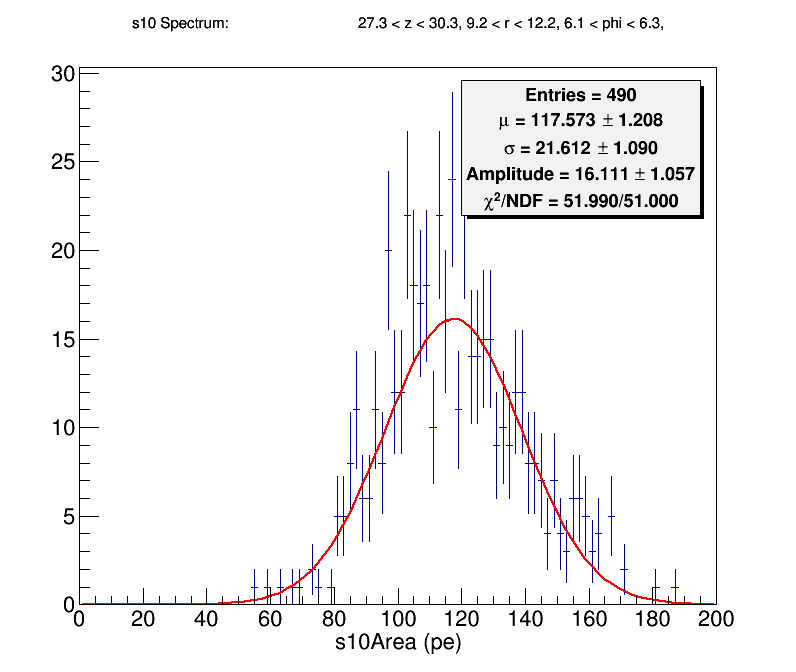 s10 Spectrum: 27.3 < z < 30.3, 9.2 < r < 12.2, 6.1 < phi < 6.3,
Entries = 490
μ = 117.573 ± 1.208
σ = 21.612 ± 1.090
Amplitude = 16.111 ± 1.057
χ²/NDF = 51.990/51.000
30
25
20
15
10
5
0
0 20 40 60 80 100 120 140 160 180 200
s10Area (pe)